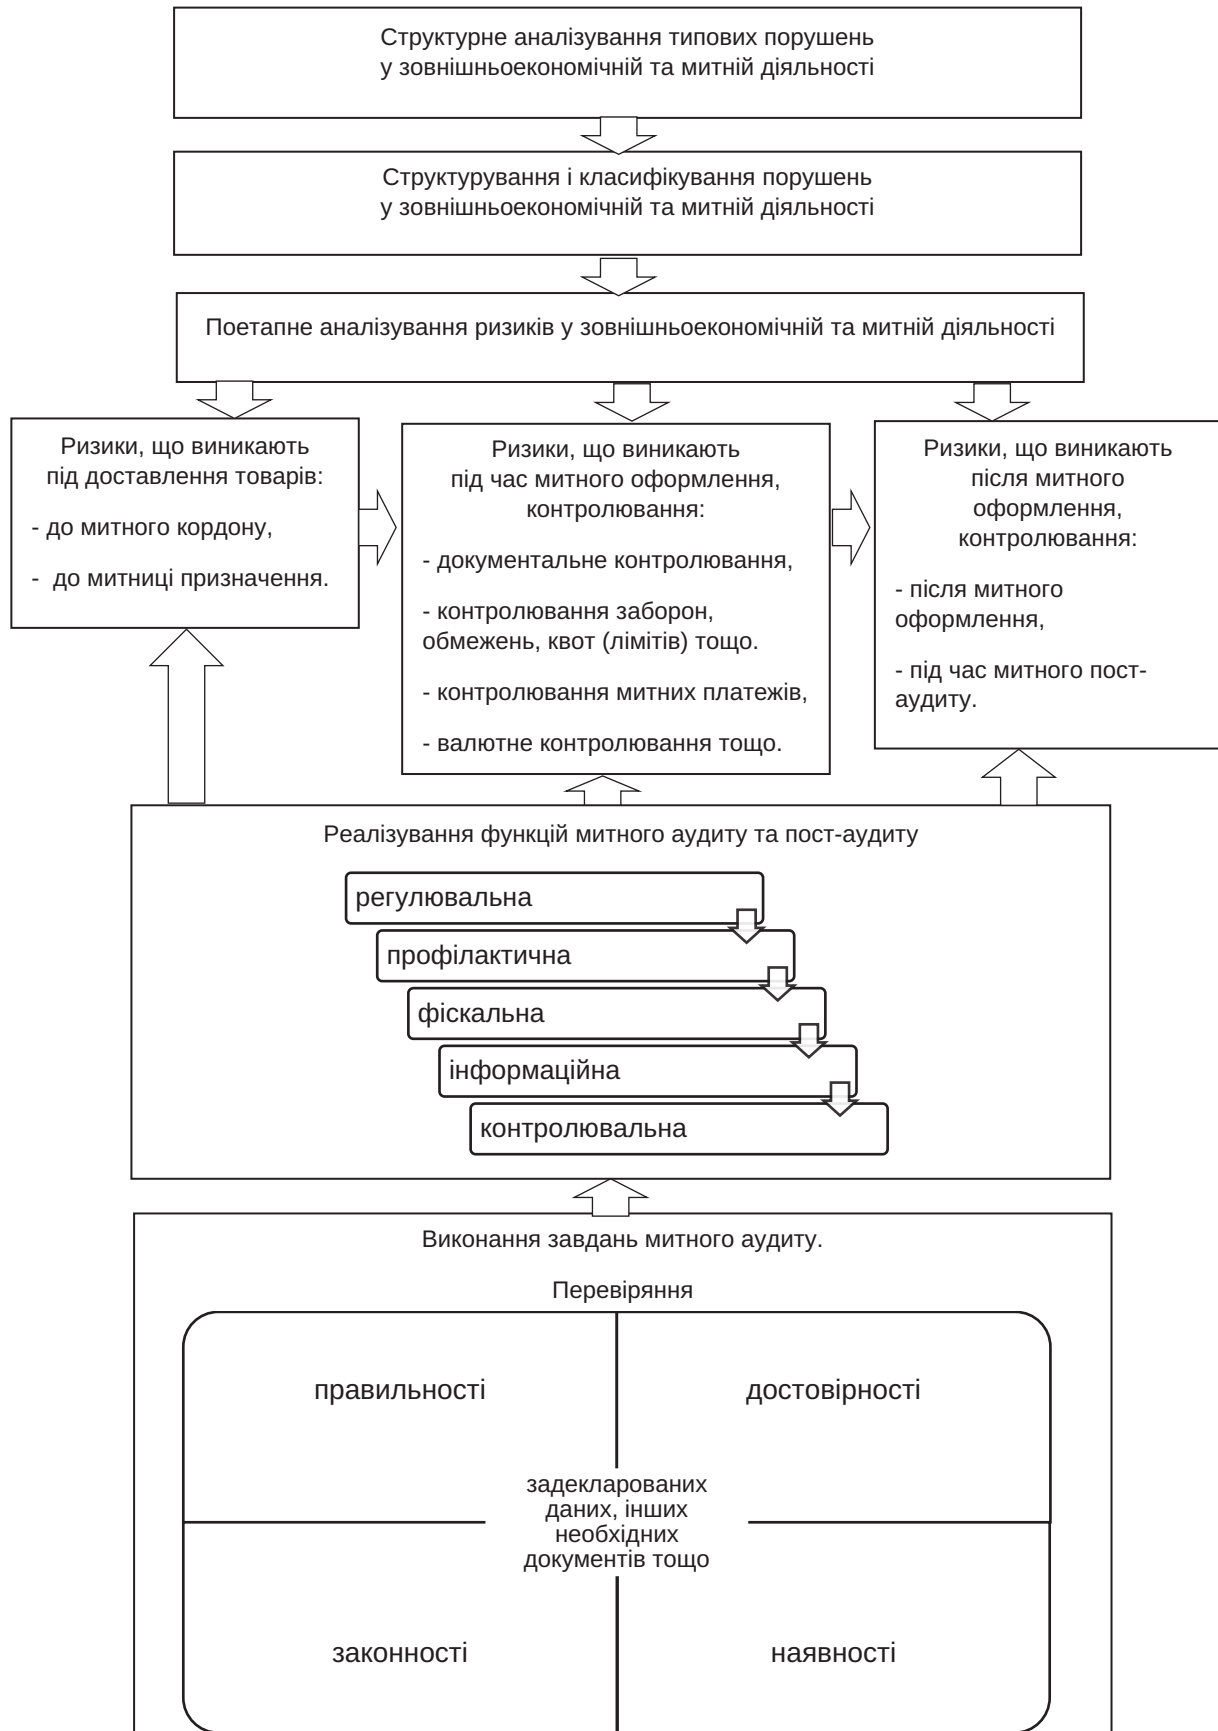 Структурне аналізування типових порушень
у зовнішньоекономічній та митній діяльності
Структурування і класифікування порушень
у зовнішньоекономічній та митній діяльності
Поетапне аналізування ризиків у зовнішньоекономічній та митній діяльності
Ризики, що виникають
під доставлення товарів:
- до митного кордону,
- до митниці призначення.
Ризики, що виникають
під час митного оформлення,
контролювання:
- документальне контролювання,
- контролювання заборон,
обмежень, квот (лімітів) тощо.
- контролювання митних платежів,
- валютне контролювання тощо.
Ризики, що виникають
після митного
оформлення,
контролювання:
- після митного
оформлення,
- під час митного пост-
аудиту.
Реалізування функцій митного аудиту та пост-аудиту
регулювальна
профілактична
фіскальна
інформаційна
контролювальна
Виконання завдань митного аудиту.
Перевіряння
правильності
достовірності
задекларованих
даних, інших
необхідних
документів тощо
законності
наявності